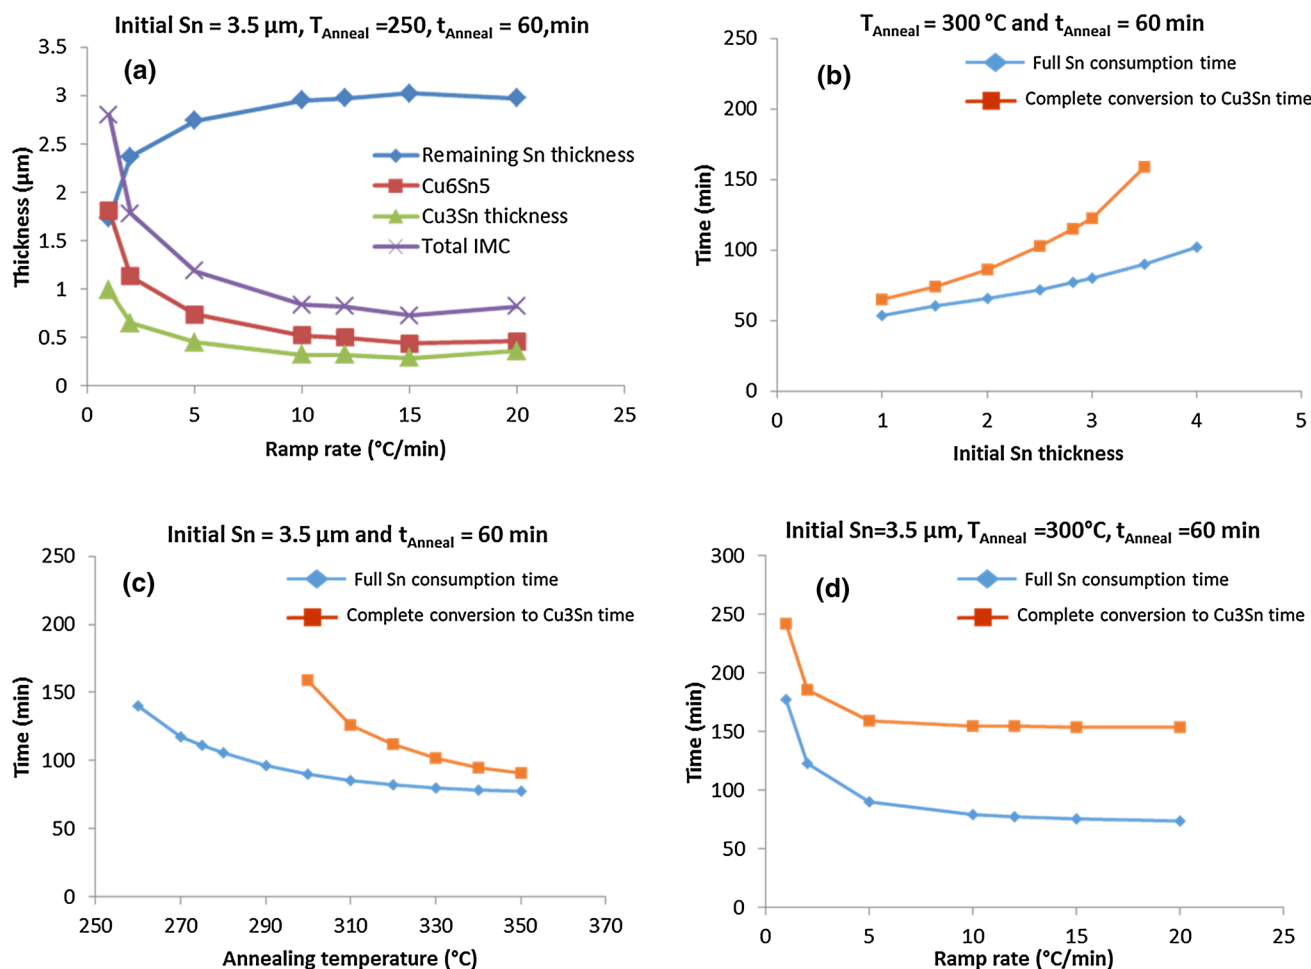 Initial Sn = 3.5 µm, TAnneal =250, tAnneal = 60,min
(a)
3.5
3
2.5
2
1.5
1
0.5
0
Thickness (µm)
Remaining Sn thickness
Cu6Sn5
Cu3Sn thickness
Total IMC
0 5 10 15 20 25
Ramp rate (°C/min)
TAnneal = 300 °C and tAnneal = 60 min
(b)
250
200
150
100
50
0
Time (min)
Full Sn consumption time
Complete conversion to Cu3Sn time
0 1 2 3 4 5
Initial Sn thickness
Initial Sn = 3.5 µm and tAnneal = 60 min
(c)
250
200
150
100
50
0
Time (min)
Full Sn consumption time
Complete conversion to Cu3Sn time
250 270 290 310 330 350 370
Annealing temperature (°C)
Initial Sn=3.5 µm, TAnneal =300°C, tAnneal =60 min
(d)
300
250
200
150
100
50
0
Time (min)
Full Sn consumption time
Complete conversion to Cu3Sn time
0 5 10 15 20 25
Ramp rate (°C/min)